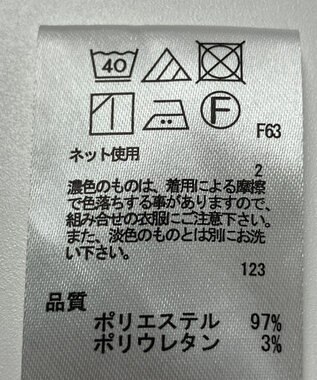 40
F
F63
ネット使用
2
濃色のものは、着用による摩擦
で色落ちする事がありますので、
組み合せの衣服にご注意下さい。
また、淡色のものとは別にお洗
い下さい。
123
品質
ポリエステル 97%
ポリウレタン 3%